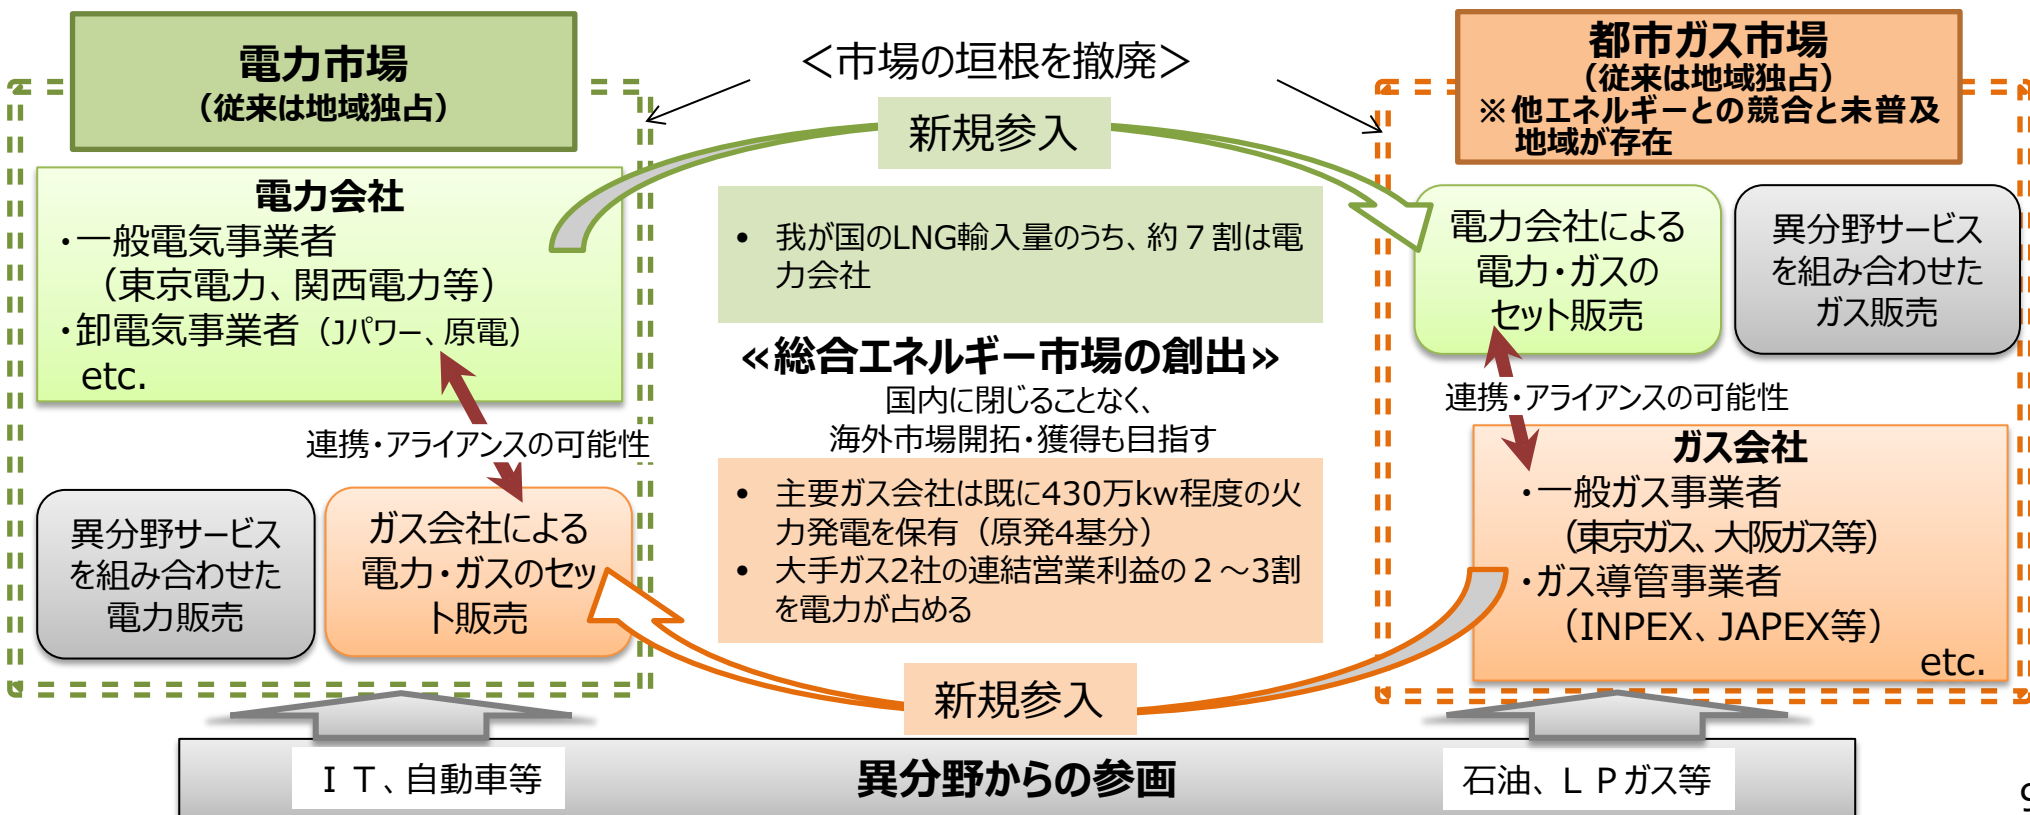 電力市場
（従来は地域独占）
＜市場の垣根を撤廃＞
都市ガス市場
（従来は地域独占）
※他エネルギーとの競合と未普及
地域が存在
新規参入
電力会社
・一般電気事業者
（東京電力、関西電力等）
・卸電気事業者（Jパワー、原電）
etc.
• 我が国のLNG輸入量のうち、約７割は電
力会社
電力会社による
電力・ガスの
セット販売
異分野サービス
を組み合わせた
ガス販売
≪総合エネルギー市場の創出≫
国内に閉じることなく、
海外市場開拓・獲得も目指す
連携・アライアンスの可能性
連携・アライアンスの可能性
異分野サービス
を組み合わせた
電力販売
ガス会社による
電力・ガスのセッ
ト販売
• 主要ガス会社は既に430万kw程度の火
力発電を保有（原発4基分）
• 大手ガス2社の連結営業利益の２～3割
を電力が占める
ガス会社
・一般ガス事業者
（東京ガス、大阪ガス等）
・ガス導管事業者
（INPEX、JAPEX等）
etc.
新規参入
ＩＴ、自動車等
異分野からの参画
石油、ＬＰガス等